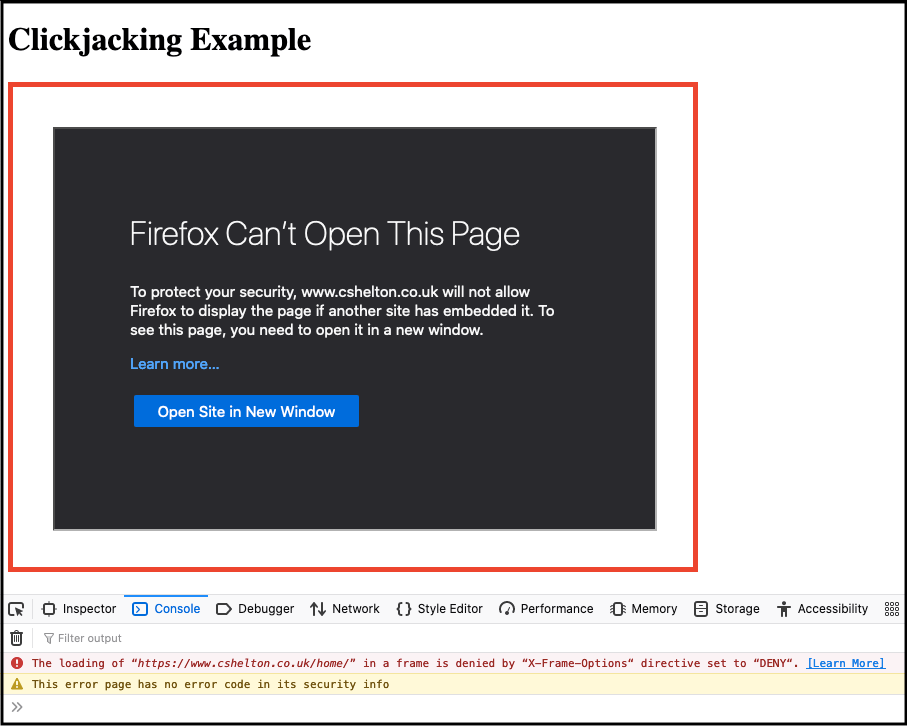 Clickjacking Example
Firefox Can’t Open This Page
To protect your security, www.cshelton.co.uk will not allow
Firefox to display the page if another site has embedded it. To
see this page, you need to open it in a new window.
Learn more…
Open Site in New Window
Inspector Console Debugger Network Style Editor Performance Memory Storage Accessibility
Filter output
The loading of “https://www.cshelton.co.uk/home/” in a frame is denied by “X-Frame-Options“ directive set to “DENY“. [Learn More]
This error page has no error code in its security info